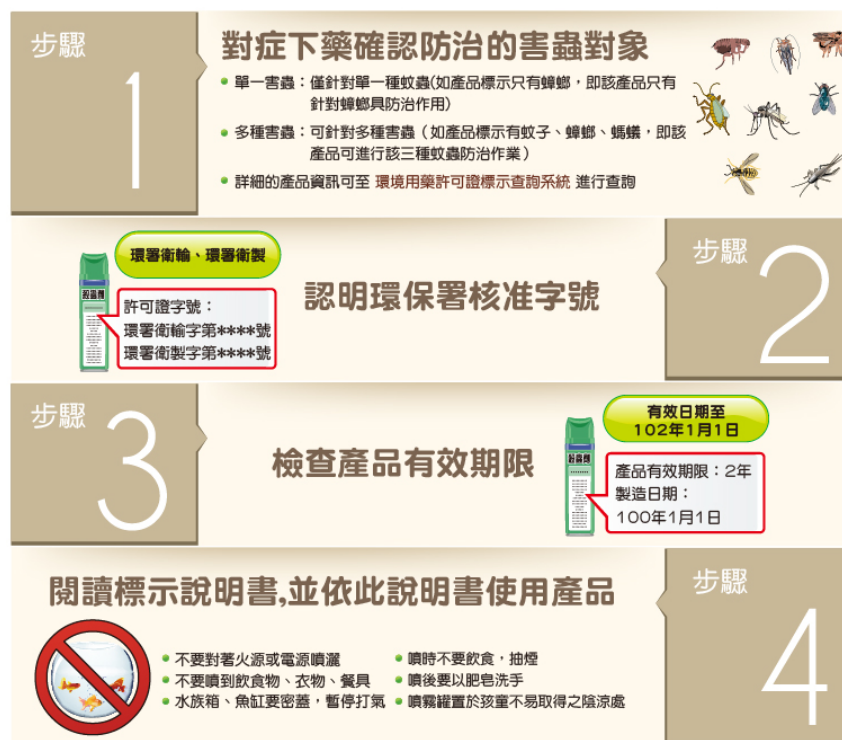 步驟
1
對症下藥確認防治的害蟲對象
單一害蟲：僅針對單一種蚊蟲(如產品標示只有蟑螂，即該產品只有
針對蟑螂具防治作用)
多種害蟲：可針對多種害蟲（如產品標示有蚊子、蟑螂、螞蟻，即該
產品可進行該三種蚊蟲防治作業）
詳細的產品資訊可至 環境用藥許可證標示查詢系統 進行查詢
步驟
2
環署衛輸、環署衛製
殺蟲劑
許可證字號：
環署衛輸字第****號
環署衛製字第****號
認明環保署核准字號
步驟
3
檢查產品有效期限
有效日期至
102年1月1日
殺蟲劑
產品有效期限：2年
製造日期：
100年1月1日
步驟
4
閱讀標示說明書,並依此說明書使用產品
不要對著火源或電源噴灑
不要噴到飲食物、衣物、餐具
水族箱、魚缸要密蓋，暫停打氣
噴時不要飲食，抽煙
噴後要以肥皂洗手
噴霧罐置於孩童不易取得之陰涼處